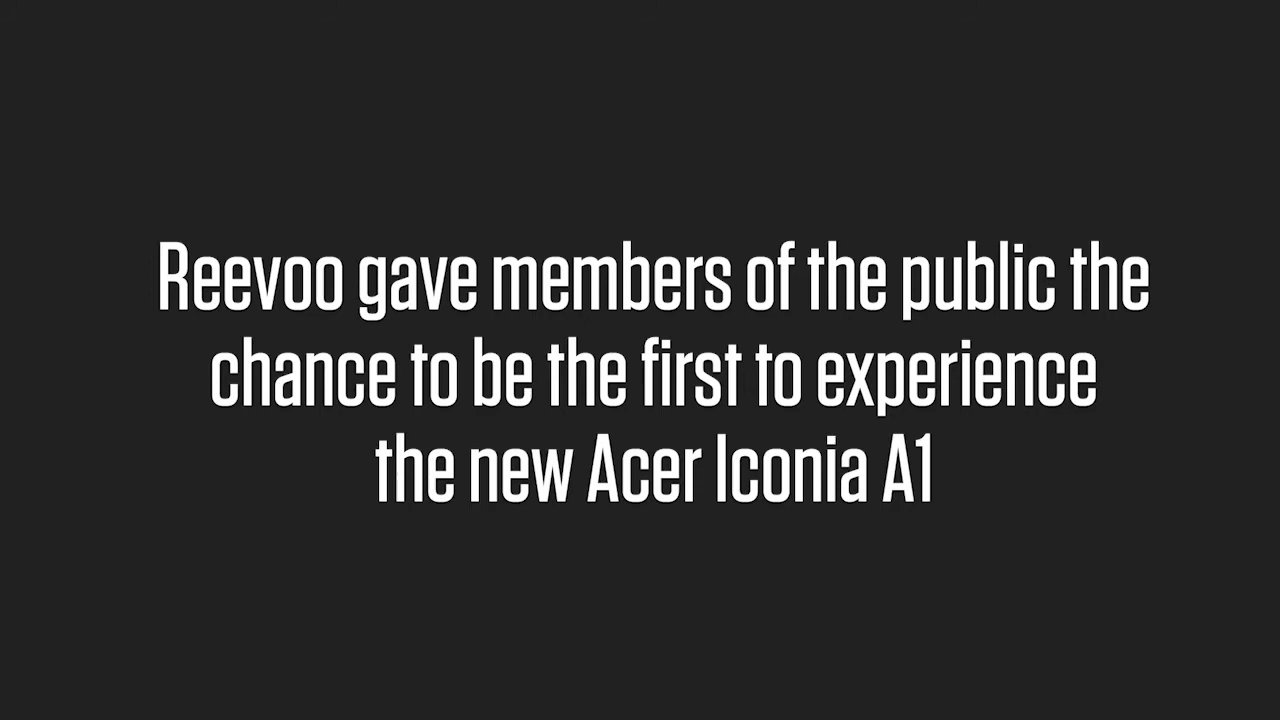 Reevoo gave members of the public the
chance to be the first to experience
the new Acer Iconia A1